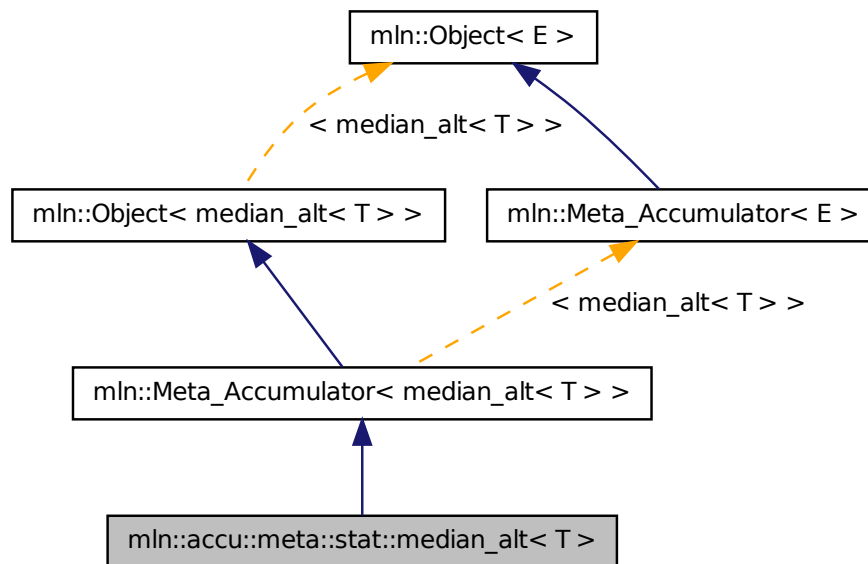 mln::Object< E >
< median_alt< T > >
mln::Object< median_alt< T > >
mln::Meta_Accumulator< E >
< median_alt< T > >
mln::Meta_Accumulator< median_alt< T > >
mln::accu::meta::stat::median_alt< T >